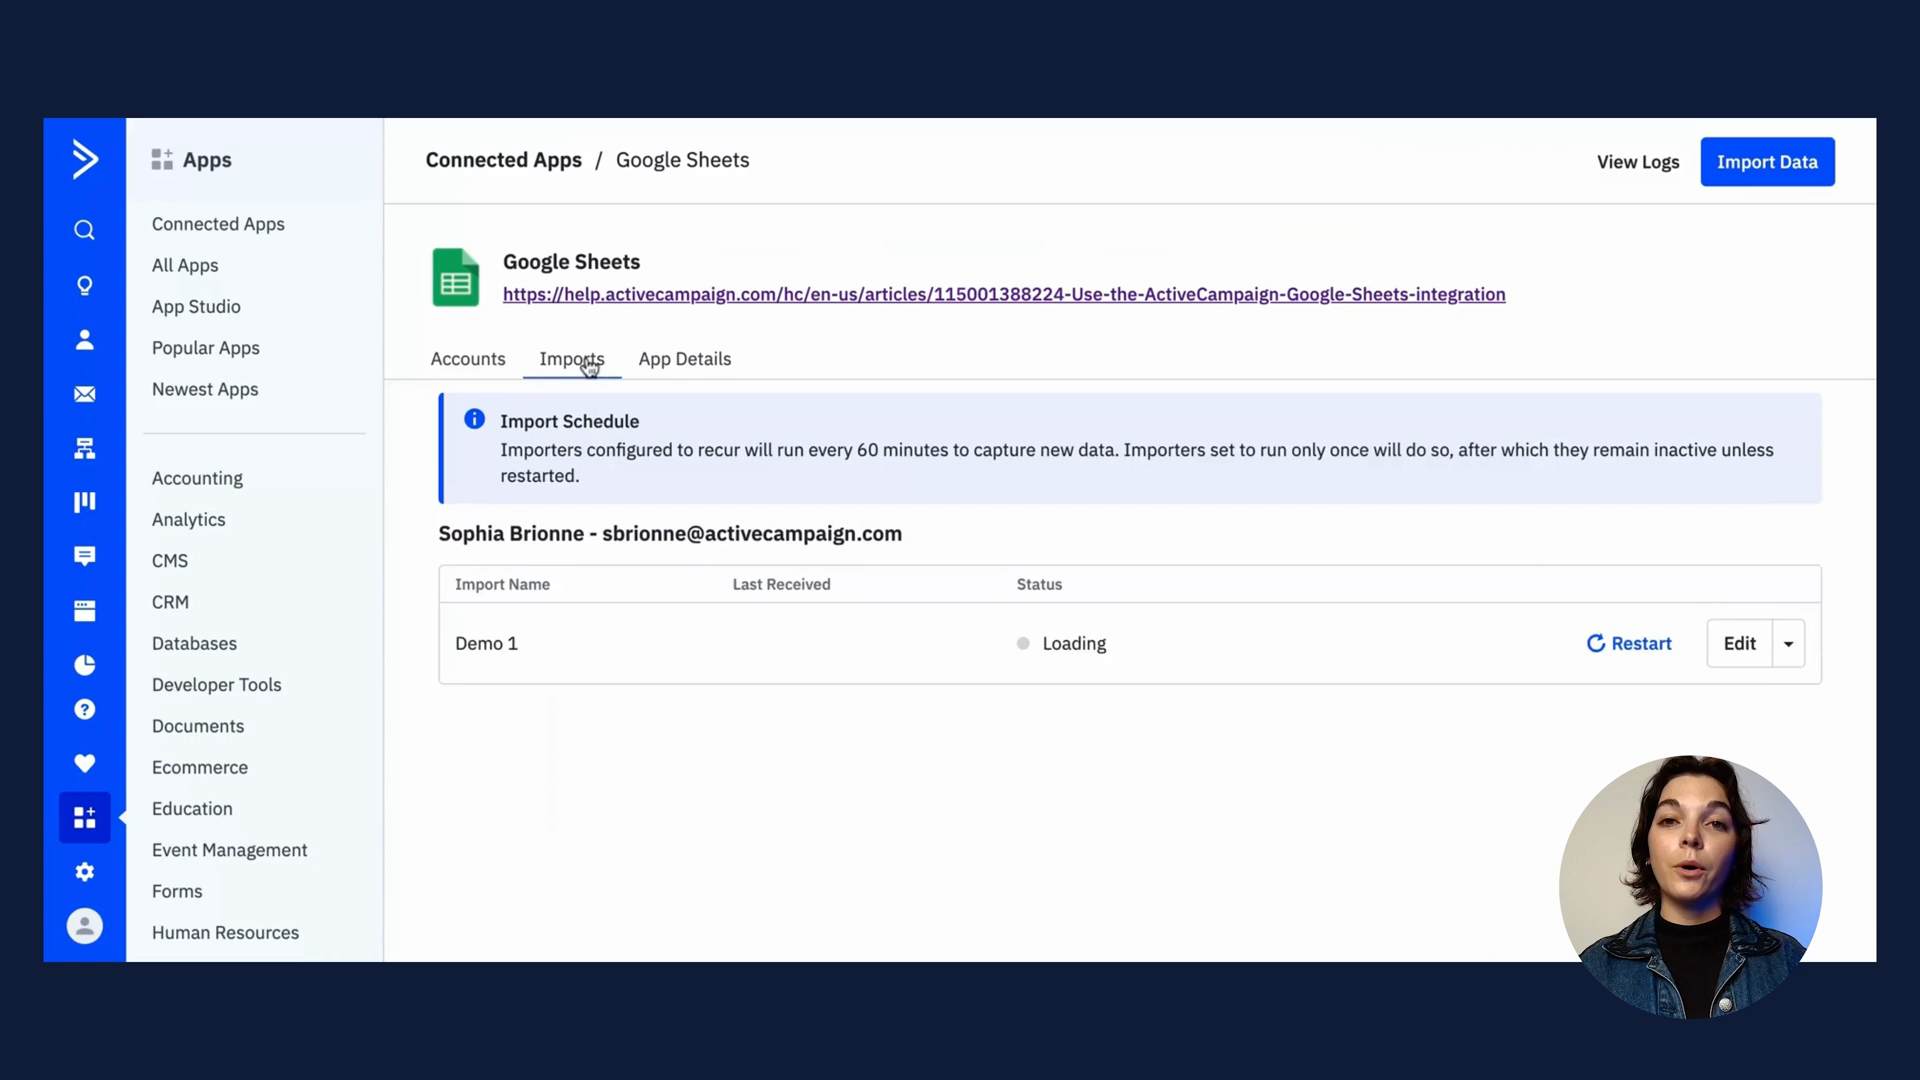 Apps
Connected Apps / Google Sheets
View Logs
Import Data
Connected Apps
All Apps
App Studio
Popular Apps
Newest Apps
Accounting
Analytics
CMS
CRM
Databases
Developer Tools
Documents
Ecommerce
Education
Event Management
Forms
Human Resources
Google Sheets
https://help.activecampaign.com/hc/en-us/articles/115001388224-Use-the-ActiveCampaign-Google-Sheets-integration
Accounts Imports App Details
Import Schedule
Importers configured to recur will run every 60 minutes to capture new data. Importers set to run only once will do so, after which they remain inactive unless
restarted.
Sophia Brionne - sbrionne@activecampaign.com
Import Name Last Received Status
Demo 1 Loading Restart Edit